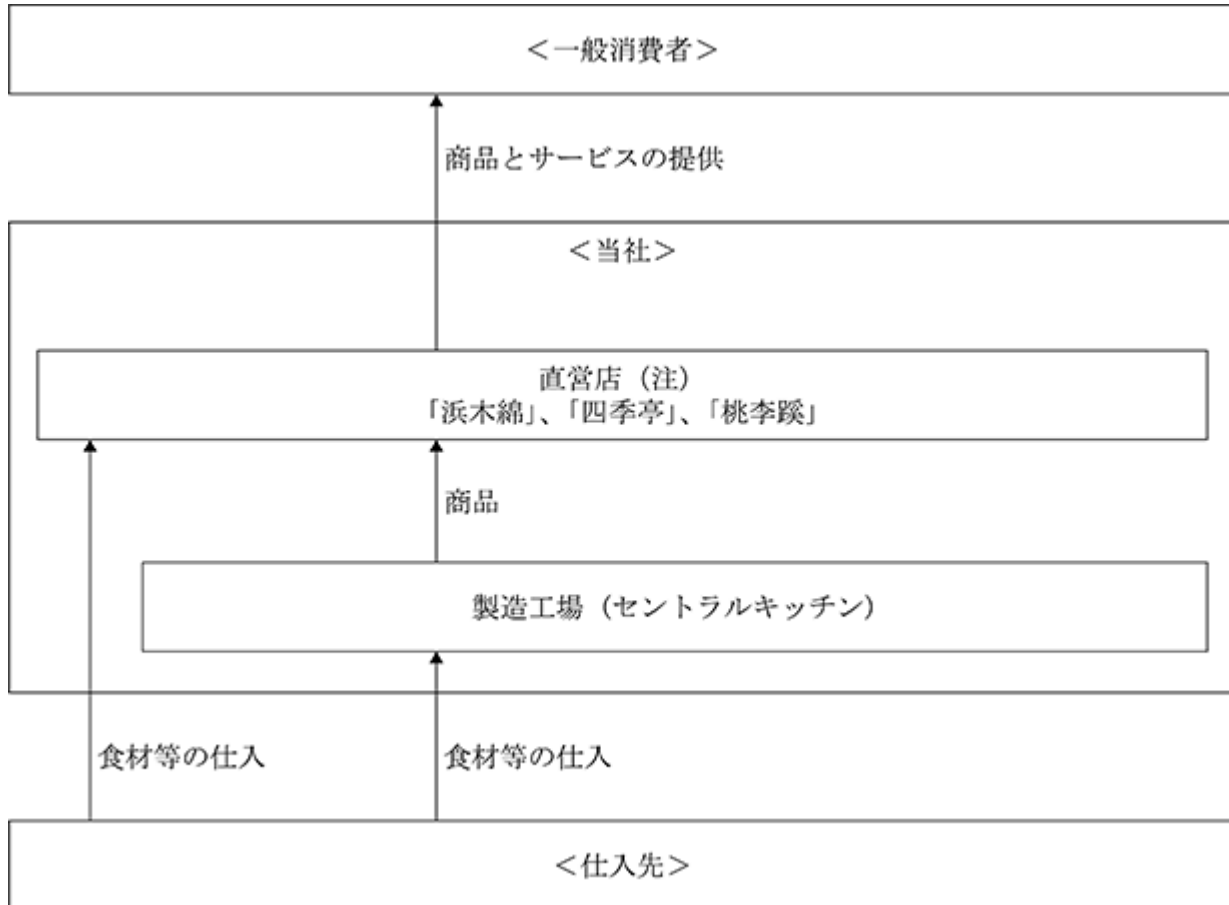 ＜一般消費者＞
商品とサービスの提供
＜当社＞
直営店（注）
「浜木綿」、「四季亭」、「桃李蹊」
商品
製造工場（セントラルキッチン）
食材等の仕入
食材等の仕入
＜仕入先＞